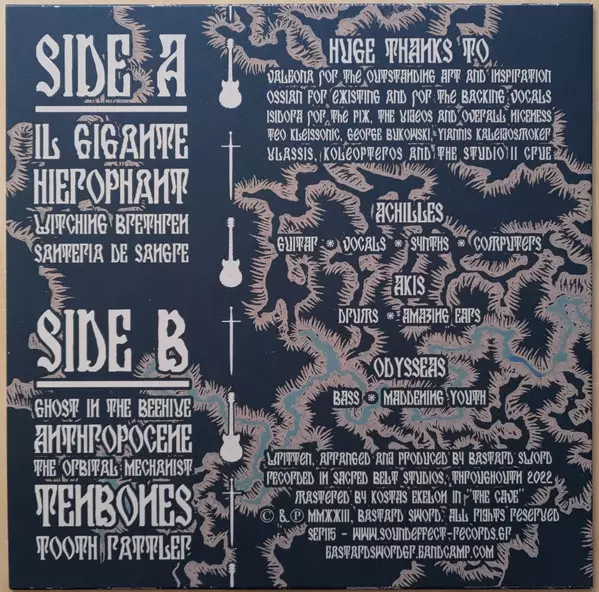 SIDE A
IL GIGANTE
HIEROPHANT
WITCHING BRETHREN
SANTERIA DE SANGRE
SIDE B
GHOST IN THE BEEHIVE
ANTHROPOCENE
THE ORBITAL MECHANIST
TENBONES
TOOTH RATTLER
HUGE THANKS TO
VALEONA FOR THE OUTSTANDING ART AND INSPIRATION
OSSIAN FOR EXISTING AND FOR THE BACKING VOCALS
ISIDORA FOR THE PIX, THE VIDEOS AND OVERALL NICENESS
TEO KLEISSONIC, GEORGE BUKOWSKI, YIANNIS KALEIDOSMOKER
VLASSIS, KOLEOPTEROS AND THE STUDIO 11 CRUE
ACHILLES
GUITAR * VOCALS * SYNTHS * COMPUTERS
AKIS
DRUMS * AMAZING EARS
ODYSSEAS
BASS * MADDENING YOUTH
WRITTEN, ARRANGED AND PRODUCED BY BASTARD SWORD
RECORDED IN SACRED BELT STUDIOS, THROUGHOUTH 2022
MASTERED BY KOSTAS EKELON IN "THE CAVE"
© & ℗ MMXXIII, BASTARD SWORD. ALL RIGHTS RESERVED
SER115 - WWW.SOUNDEFFECT-RECORDS.GR
BASTARDSWORDGR.BANDCAMP.COM